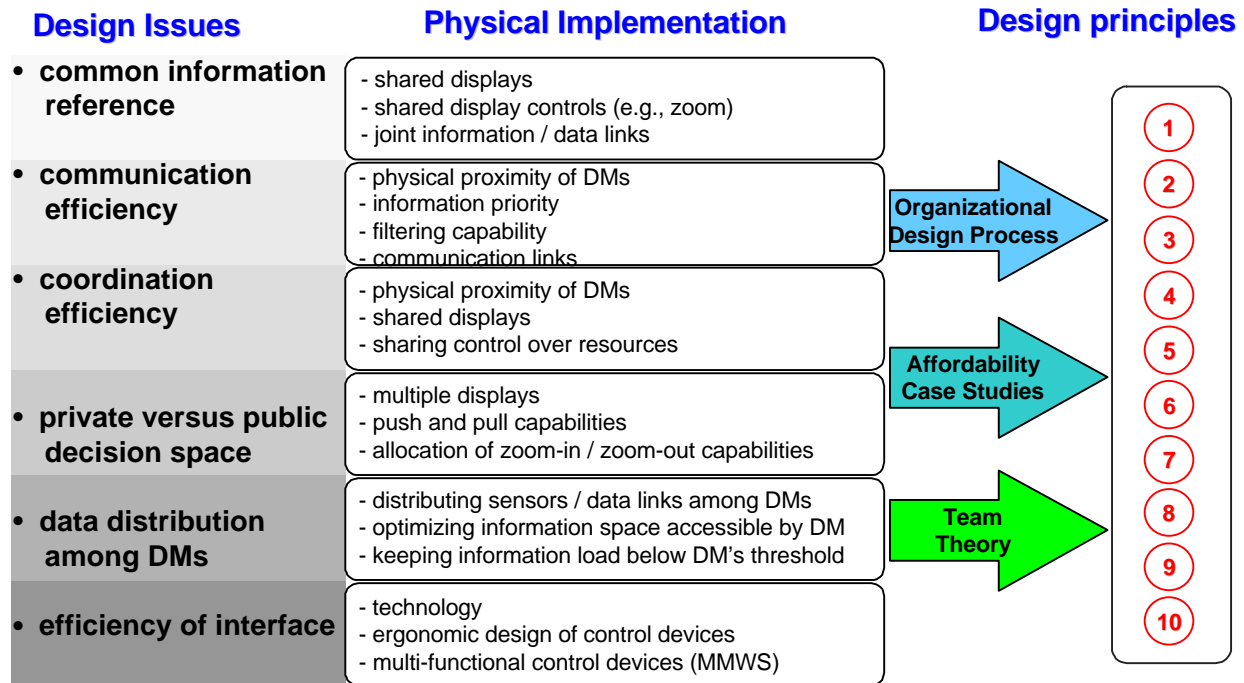 Design Issues
Physical Implementation
Design principles
• common information
reference
- shared displays
- shared display controls (e.g., zoom)
- joint information / data links
• communication
efficiency
- physical proximity of DMs
- information priority
- filtering capability
- communication links
• coordination
efficiency
- physical proximity of DMs
- shared displays
- sharing control over resources
• private versus public
decision space
- multiple displays
- push and pull capabilities
- allocation of zoom-in / zoom-out capabilities
• data distribution
among DMs
- distributing sensors / data links among DMs
- optimizing information space accessible by DM
- keeping information load below DM's threshold
• efficiency of interface
- technology
- ergonomic design of control devices
- multi-functional control devices (MMWS)
Organizational
Design Process
Affordability
Case Studies
Team
Theory
1
2
3
4
5
6
7
8
9
10